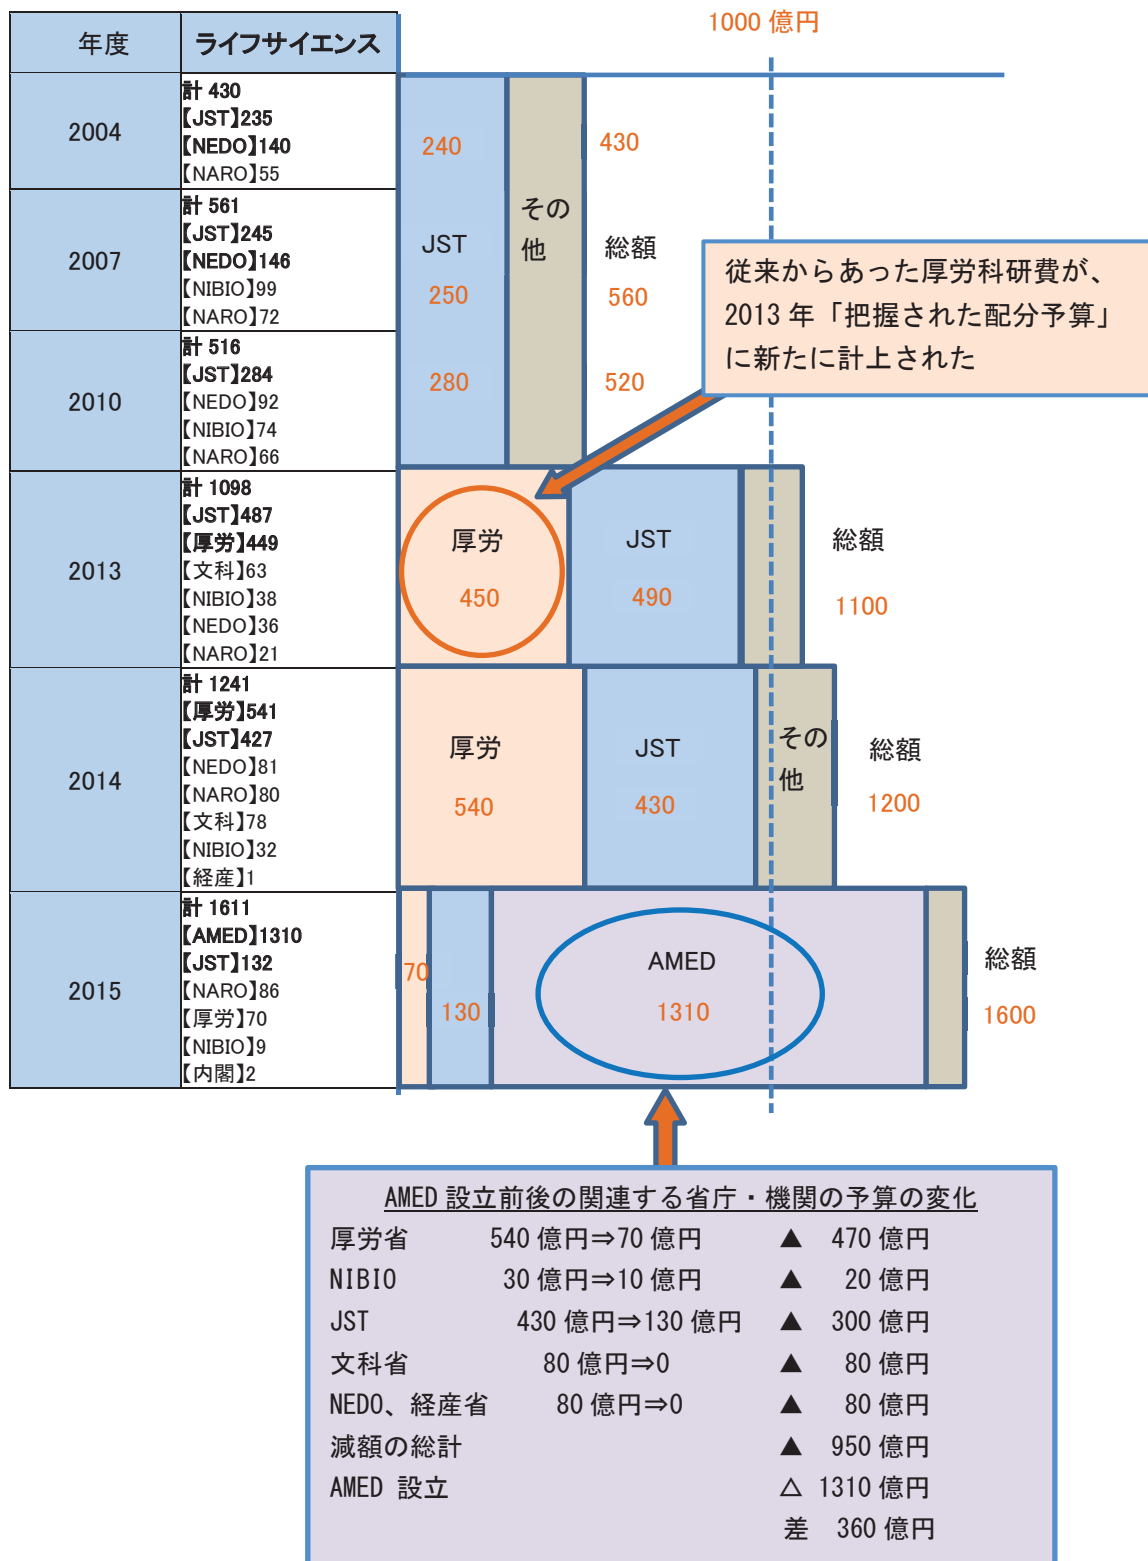 1000 億円
年度
ライフサイエンス
2004
計 430
【JST】235
【NEDO】140
【NARO】55
240
430
2007
計 561
【JST】245
【NEDO】146
【NIBIO】99
【NARO】72
JST
250
その
他
総額
560
従来からあった厚労科研費が、
2013 年「把握された配分予算」
に新たに計上された
2010
計 516
【JST】284
【NEDO】92
【NIBIO】74
【NARO】66
280
520
2013
計 1098
【JST】487
【厚労】449
【文科】63
【NIBIO】38
【NEDO】36
【NARO】21
厚労
450
JST
490
総額
1100
2014
計 1241
【厚労】541
【JST】427
【NEDO】81
【NARO】80
【文科】78
【NIBIO】32
【経産】1
厚労
540
JST
430
その
他
総額
1200
2015
計 1611
【AMED】1310
【JST】132
【NARO】86
【厚労】70
【NIBIO】9
【内閣】2
70
130
AMED
1310
総額
1600
AMED 設立前後の関連する省庁・機関の予算の変化
厚労省 540 億円⇒70 億円 ▲ 470 億円
NIBIO 30 億円⇒10 億円 ▲ 20 億円
JST 430 億円⇒130 億円 ▲ 300 億円
文科省 80 億円⇒0 ▲ 80 億円
NEDO、経産省 80 億円⇒0 ▲ 80 億円
減額の総計 ▲ 950 億円
AMED 設立 △ 1310 億円
差 360 億円